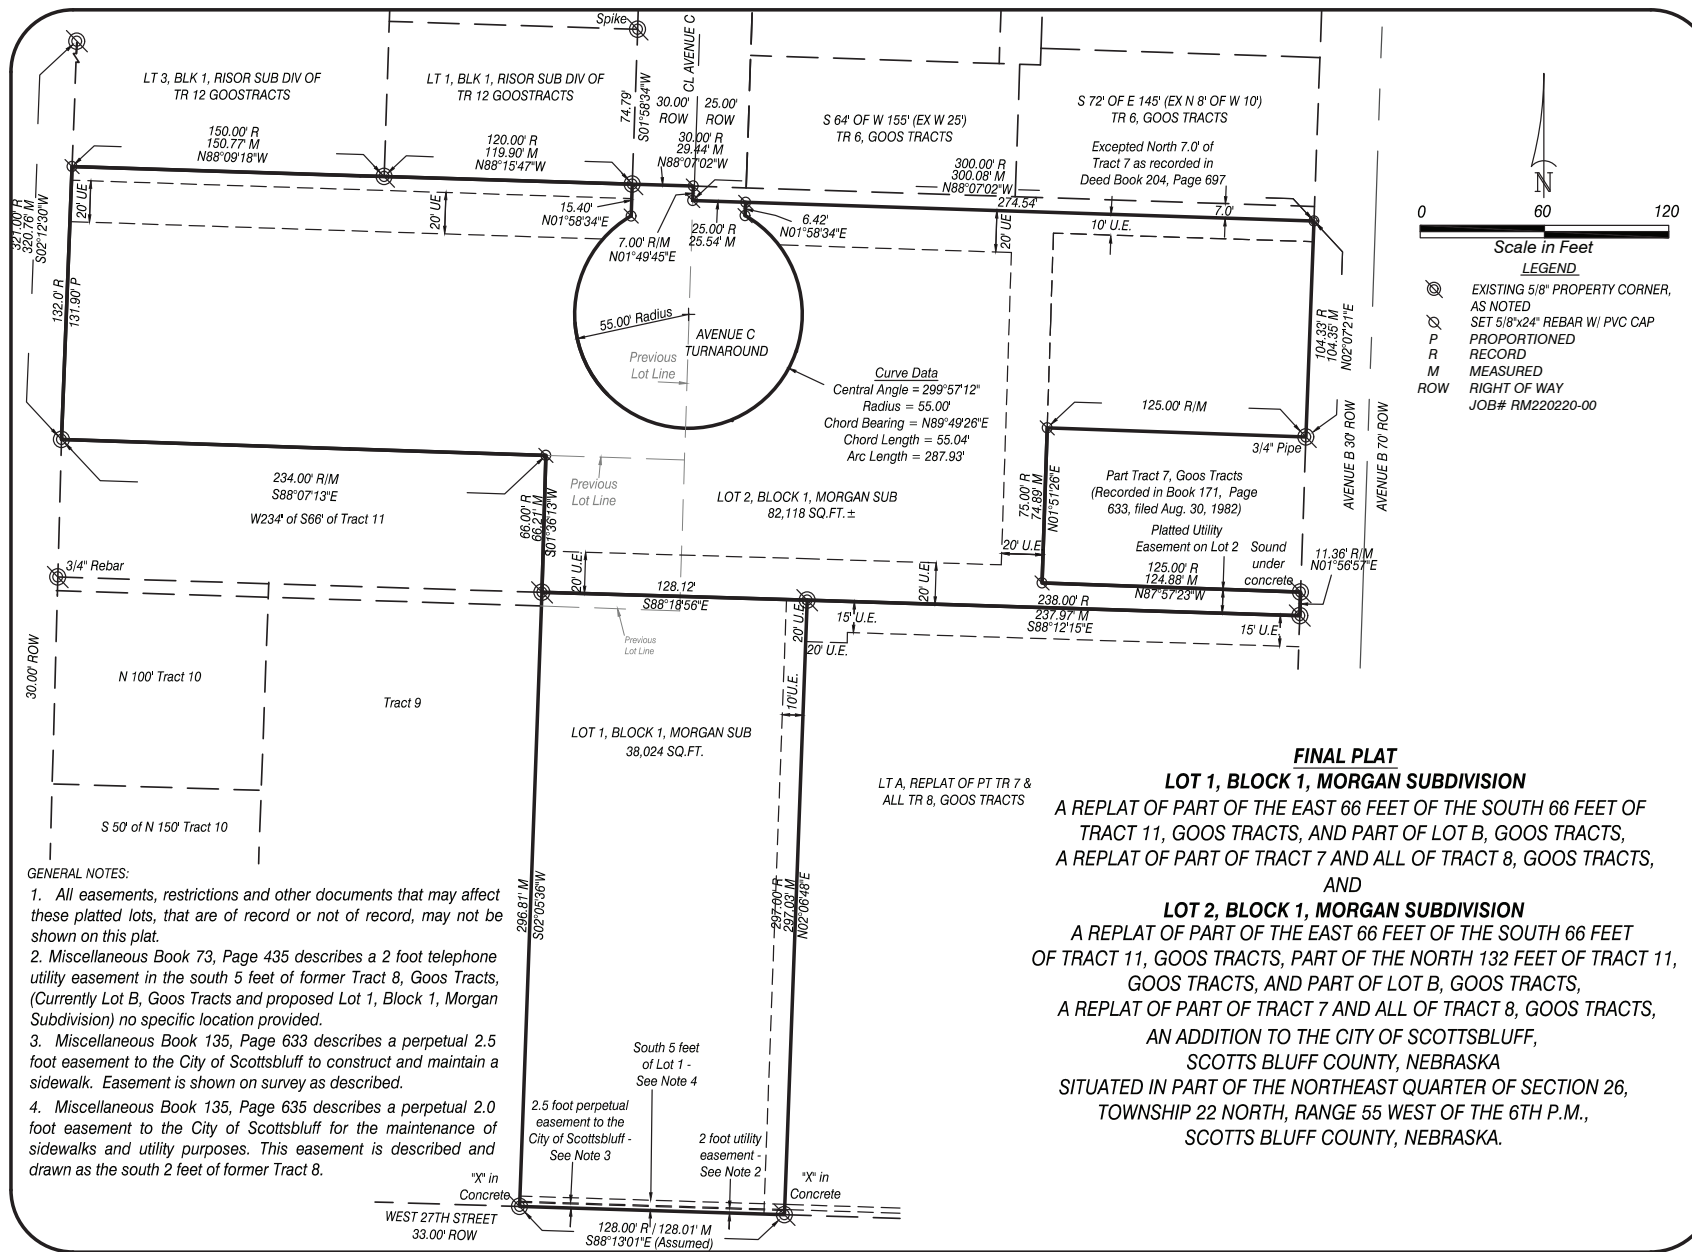 Spike
CL AVENUE C
LT 3, BLK 1, RISOR SUB DIV OF
TR 12 GOOSTRACTS
LT 1, BLK 1, RISOR SUB DIV OF
TR 12 GOOSTRACTS
74.79'
S01°58'34"W
30.00'
ROW
25.00'
ROW
S 64' OF W 155' (EX W 25')
TR 6, GOOS TRACTS
S 72' OF E 145' (EX N 8' OF W 10')
TR 6, GOOS TRACTS
Excepted North 7.0' of
Tract 7 as recorded in
Deed Book 204, Page 697
150.00' R
150.77' M
N88°09'18"W
120.00' R
119.90' M
N88°15'47"W
30.00' R
29.44' M
N88°07'02"W
300.00' R
300.08' M
N88°07'02"W
274.54'
7.0'
10' U.E.
20' UE
20' UE
20' UE
321.00' R
320.76' M
S02°12'30"W
132.0' R
131.90' P
15.40'
N01°58'34"E
7.00' R/M
N01°49'45"E
25.00' R
25.54' M
6.42'
N01°58'34"E
55.00' Radius
AVENUE C
TURNAROUND
Previous
Lot Line
Curve Data
Central Angle = 299°57'12"
Radius = 55.00'
Chord Bearing = N89°49'26"E
Chord Length = 55.04'
Arc Length = 287.93'
104.33' R
104.35' M
N02°07'21"E
125.00' R/M
3/4" Pipe
AVENUE B 30' ROW
AVENUE B 70' ROW
N
0 60 120
Scale in Feet
LEGEND
EXISTING 5/8" PROPERTY CORNER,
AS NOTED
SET 5/8"x24" REBAR W/ PVC CAP
P PROPORTIONED
R RECORD
M MEASURED
ROW RIGHT OF WAY
JOB# RM220220-00
234.00' R/M
S88°07'13"E
W234' of S66' of Tract 11
66.00' R
66.21' M
S01°36'13"W
Previous
Lot Line
LOT 2, BLOCK 1, MORGAN SUB
82,118 SQ.FT.±
75.00' R
74.89' M
N01°51'26"E
Part Tract 7, Goos Tracts
(Recorded in Book 171, Page
633, filed Aug. 30, 1982)
Platted Utility
Easement on Lot 2
Sound
under
concrete
125.00' R
124.88' M
N87°57'23"W
11.36' R/M
N01°56'57"E
20' U.E.
20' U.E.
20' U.E.
3/4" Rebar
128.12'
S88°18'56"E
238.00' R
237.97' M
S88°12'15"E
15' U.E.
15' U.E.
20' U.E.
20' U.E.
Previous
Lot Line
10'U.E.
30.00' ROW
N 100' Tract 10
Tract 9
S 50' of N 150' Tract 10
LOT 1, BLOCK 1, MORGAN SUB
38,024 SQ.FT.
LT A, REPLAT OF PT TR 7 &
ALL TR 8, GOOS TRACTS
296.81' M
S02°05'36"W
297.00' R
297.03' M
N02°06'48"E
GENERAL NOTES:
1. All easements, restrictions and other documents that may affect
these platted lots, that are of record or not of record, may not be
shown on this plat.
2. Miscellaneous Book 73, Page 435 describes a 2 foot telephone
utility easement in the south 5 feet of former Tract 8, Goos Tracts,
(Currently Lot B, Goos Tracts and proposed Lot 1, Block 1, Morgan
Subdivision) no specific location provided.
3. Miscellaneous Book 135, Page 633 describes a perpetual 2.5
foot easement to the City of Scottsbluff to construct and maintain a
sidewalk. Easement is shown on survey as described.
4. Miscellaneous Book 135, Page 635 describes a perpetual 2.0
foot easement to the City of Scottsbluff for the maintenance of
sidewalks and utility purposes. This easement is described and
drawn as the south 2 feet of former Tract 8.
South 5 feet
of Lot 1 -
See Note 4
2.5 foot perpetual
easement to the
City of Scottsbluff -
See Note 3
2 foot utility
easement -
See Note 2
"X" in
Concrete
"X" in
Concrete
WEST 27TH STREET
33.00' ROW
128.00' R / 128.01' M
S88°13'01"E (Assumed)
FINAL PLAT
LOT 1, BLOCK 1, MORGAN SUBDIVISION
A REPLAT OF PART OF THE EAST 66 FEET OF THE SOUTH 66 FEET OF
TRACT 11, GOOS TRACTS, AND PART OF LOT B, GOOS TRACTS,
A REPLAT OF PART OF TRACT 7 AND ALL OF TRACT 8, GOOS TRACTS,
AND
LOT 2, BLOCK 1, MORGAN SUBDIVISION
A REPLAT OF PART OF THE EAST 66 FEET OF THE SOUTH 66 FEET
OF TRACT 11, GOOS TRACTS, PART OF THE NORTH 132 FEET OF TRACT 11,
GOOS TRACTS, AND PART OF LOT B, GOOS TRACTS,
A REPLAT OF PART OF TRACT 7 AND ALL OF TRACT 8, GOOS TRACTS,
AN ADDITION TO THE CITY OF SCOTTSBLUFF,
SCOTTS BLUFF COUNTY, NEBRASKA
SITUATED IN PART OF THE NORTHEAST QUARTER OF SECTION 26,
TOWNSHIP 22 NORTH, RANGE 55 WEST OF THE 6TH P.M.,
SCOTTS BLUFF COUNTY, NEBRASKA.